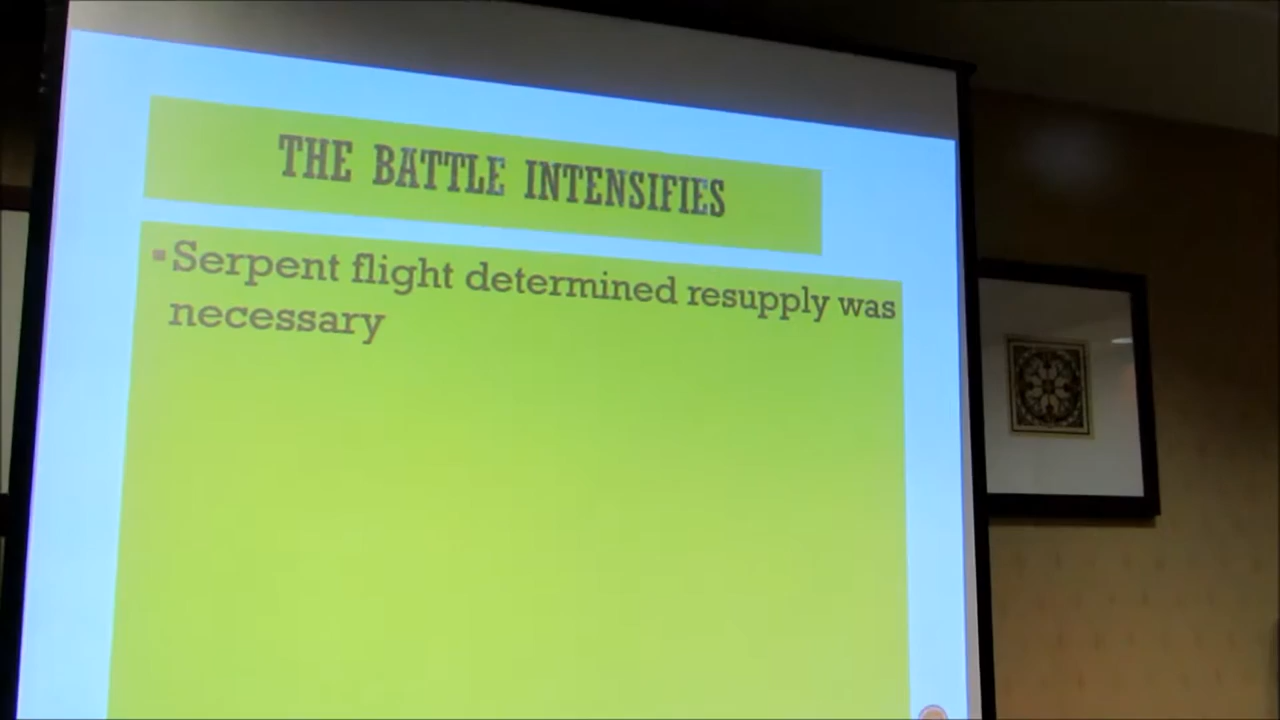 THE BATTLE INTENSIFIES
▪Serpent flight determined resupply was
necessary